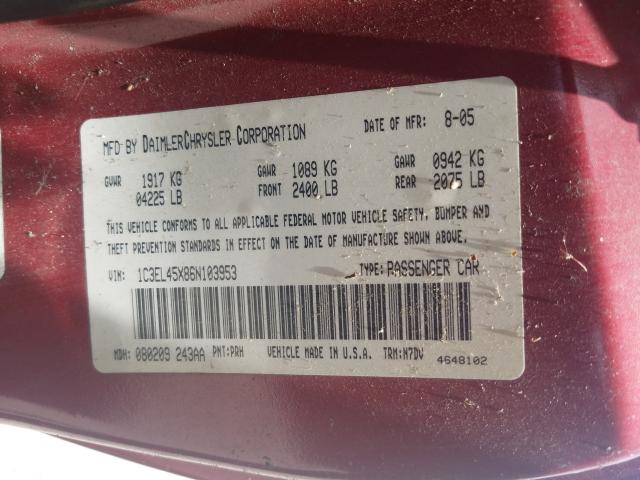 MFD BY DAIMLERCHRYSLER CORPORATION DATE OF MFR: 8-05
GVWR 1917 KG GAWR 1089 KG GAWR 0942 KG
04225 LB FRONT 2400 LB REAR 2075 LB
THIS VEHICLE CONFORMS TO ALL APPLICABLE FEDERAL MOTOR VEHICLE SAFETY, BUMPER AND
THEFT PREVENTION STANDARDS IN EFFECT ON THE DATE OF MANUFACTURE SHOWN ABOVE.
VIN: 1C3EL45X86N103953 TYPE: PASSENGER CAR
MDH: 080209 243AA PNT: PRH VEHICLE MADE IN U.S.A. TRM: N7DV
4648102